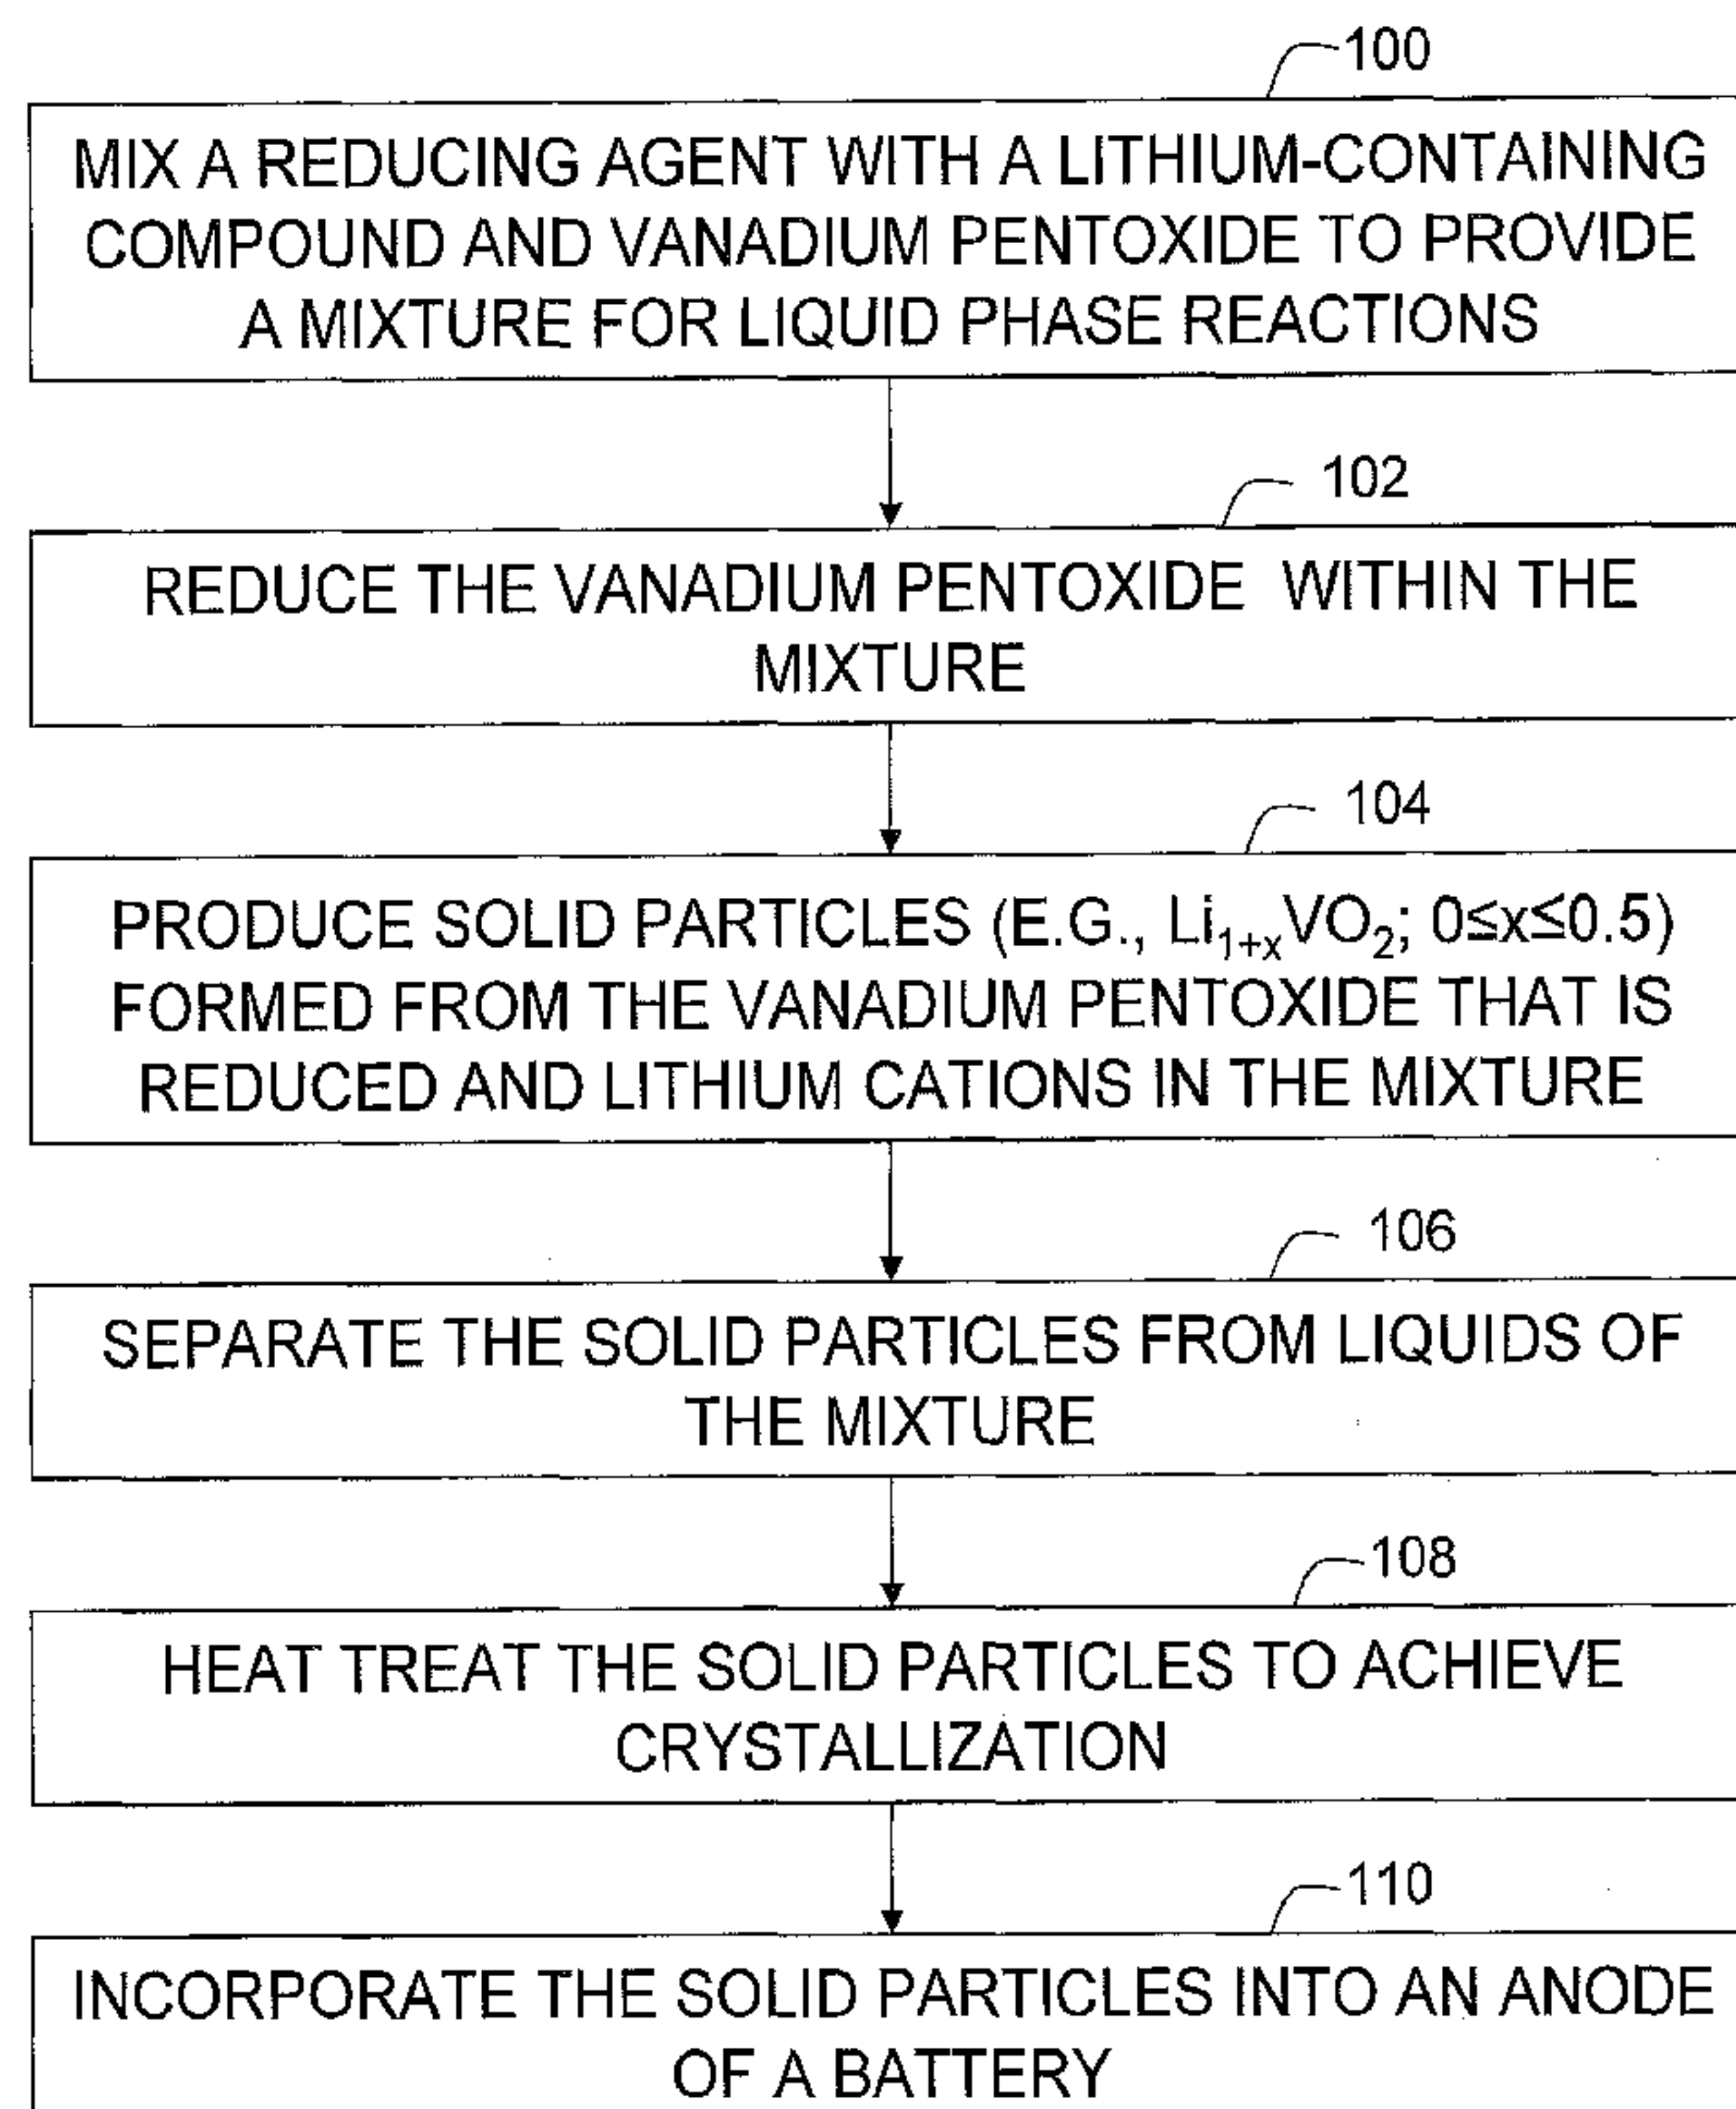 100
MIX A REDUCING AGENT WITH A LITHIUM-CONTAINING
COMPOUND AND VANADIUM PENTOXIDE TO PROVIDE
A MIXTURE FOR LIQUID PHASE REACTIONS
102
REDUCE THE VANADIUM PENTOXIDE WITHIN THE
MIXTURE
104
PRODUCE SOLID PARTICLES (E.G., Li₁₊ₓVO₂; 0≤x≤0.5)
FORMED FROM THE VANADIUM PENTOXIDE THAT IS
REDUCED AND LITHIUM CATIONS IN THE MIXTURE
106
SEPARATE THE SOLID PARTICLES FROM LIQUIDS OF
THE MIXTURE
108
HEAT TREAT THE SOLID PARTICLES TO ACHIEVE
CRYSTALLIZATION
110
INCORPORATE THE SOLID PARTICLES INTO AN ANODE
OF A BATTERY